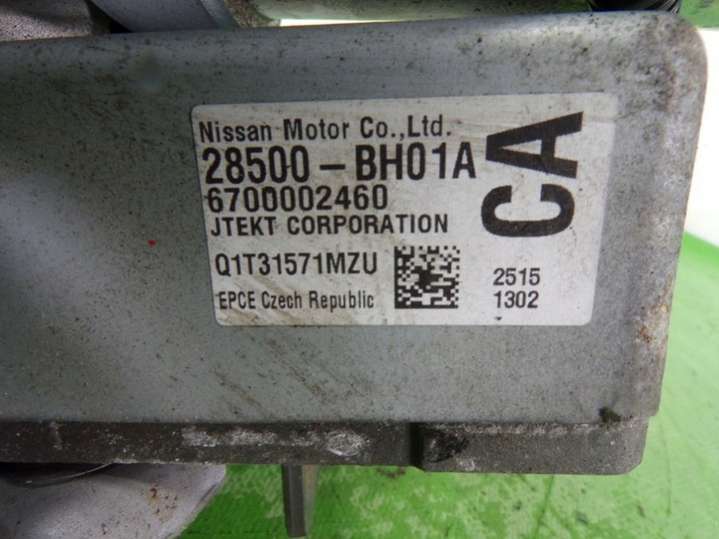 Nissan Motor Co.,Ltd.
28500-BH01A
6700002460
JTEKT CORPORATION
Q1T31571MZU
EPCE Czech Republic
CA
2515
1302